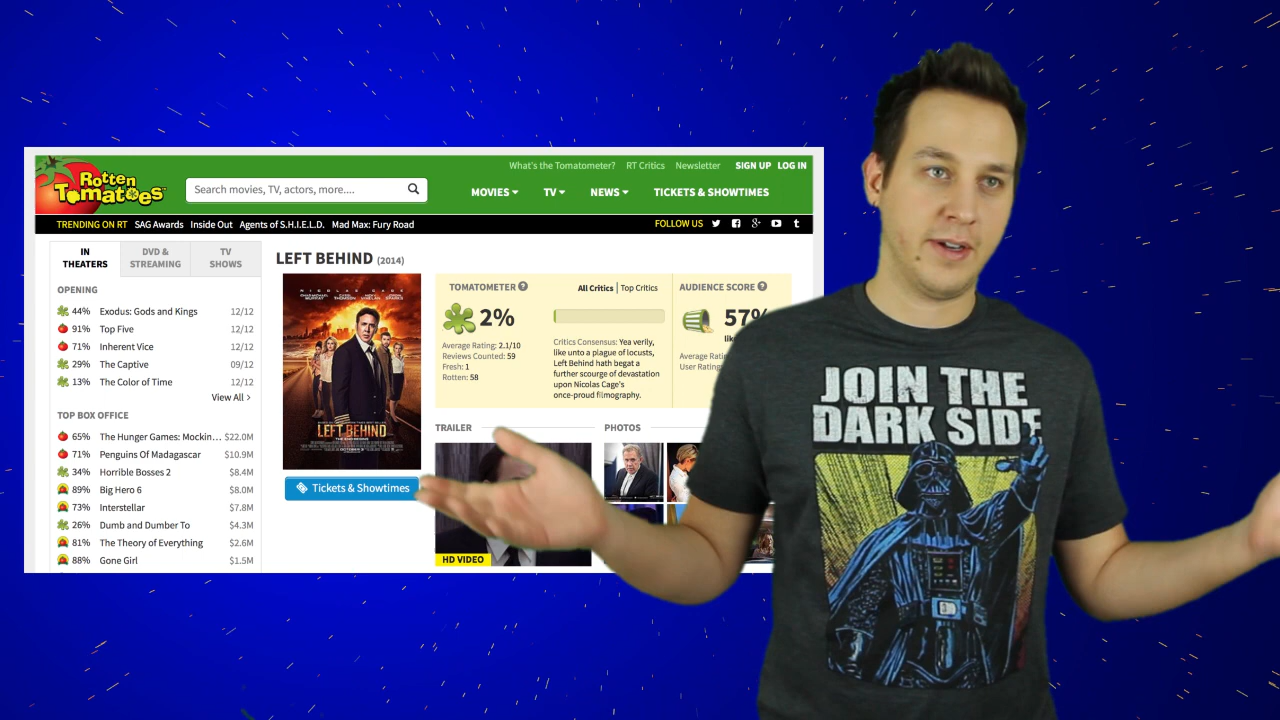 What's the Tomatometer? RT Critics Newsletter SIGN UP LOG IN
Rotten
Tomatoes
Search movies, TV, actors, more....
MOVIES TV NEWS TICKETS & SHOWTIMES
TRENDING ON RT SAG Awards Inside Out Agents of S.H.I.E.L.D. Mad Max: Fury Road FOLLOW US
IN THEATERS
DVD & STREAMING
TV SHOWS
OPENING
44% Exodus: Gods and Kings 12/12
91% Top Five 12/12
71% Inherent Vice 12/12
29% The Captive 09/12
13% The Color of Time 12/12
View All >
TOP BOX OFFICE
65% The Hunger Games: Mockin... $22.0M
71% Penguins Of Madagascar $10.9M
34% Horrible Bosses 2 $8.4M
89% Big Hero 6 $8.0M
73% Interstellar $7.8M
26% Dumb and Dumber To $4.3M
81% The Theory of Everything $2.6M
88% Gone Girl $1.5M
LEFT BEHIND (2014)
NICOLAS CAGE
LEFT BEHIND
Tickets & Showtimes
TOMATOMETER ?
All Critics | Top Critics
2%
Average Rating: 2.1/10
Reviews Counted: 59
Fresh: 1
Rotten: 58
Critics Consensus: Yea verily,
like unto a plague of locusts,
Left Behind hath begat a
further scourge of devastation
upon Nicolas Cage's
once-proud filmography.
AUDIENCE SCORE ?
57%
TRAILER
HD VIDEO
PHOTOS
JOIN THE
DARK SIDE